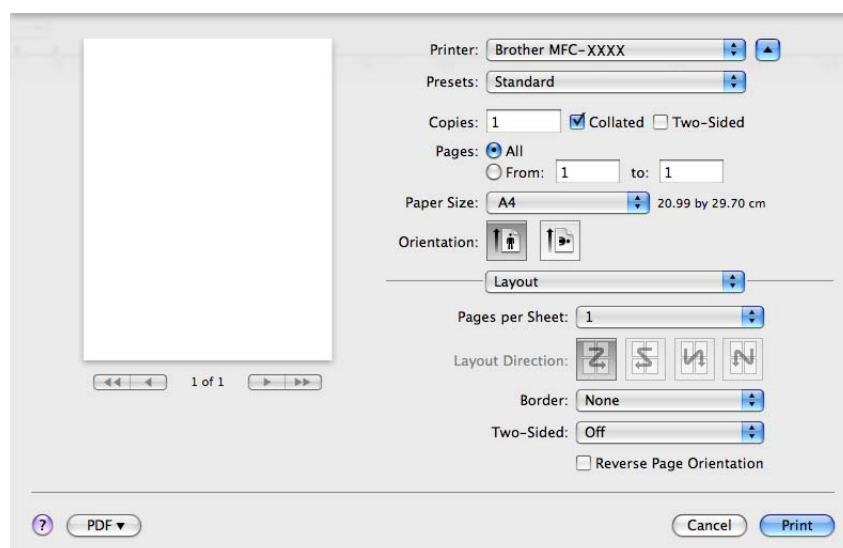 Printer: Brother MFC-XXXX
Presets: Standard
Copies: 1 Collated Two-Sided
Pages: All
From: 1 to: 1
Paper Size: A4 20.99 by 29.70 cm
Orientation:
Layout
Pages per Sheet: 1
Layout Direction:
1 of 1
Border: None
Two-Sided: Off
Reverse Page Orientation
? PDF Cancel Print